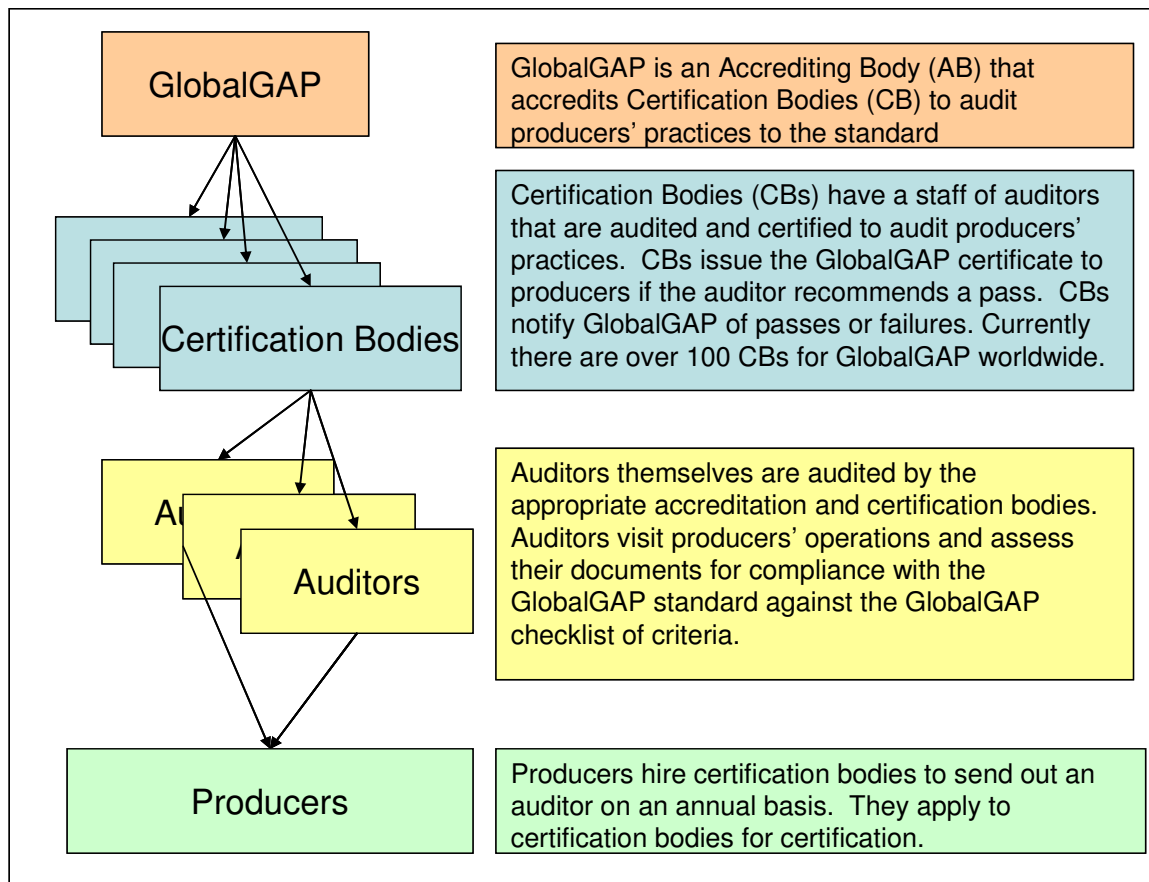 GlobalGAP
GlobalGAP is an Accrediting Body (AB) that
accredits Certification Bodies (CB) to audit
producers’ practices to the standard
Certification Bodies
Certification Bodies (CBs) have a staff of auditors
that are audited and certified to audit producers’
practices.  CBs issue the GlobalGAP certificate to
producers if the auditor recommends a pass.  CBs
notify GlobalGAP of passes or failures. Currently
there are over 100 CBs for GlobalGAP worldwide.
Auditors
Auditors themselves are audited by the
appropriate accreditation and certification bodies.
Auditors visit producers’ operations and assess
their documents for compliance with the
GlobalGAP standard against the GlobalGAP
checklist of criteria.
Producers
Producers hire certification bodies to send out an
auditor on an annual basis.  They apply to
certification bodies for certification.